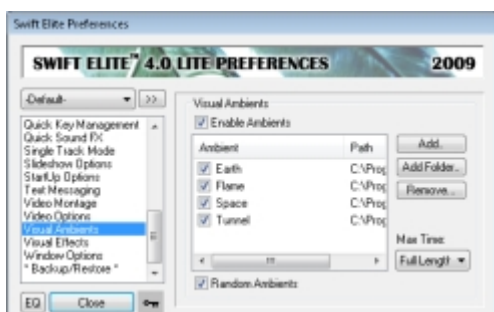 Swift Elite Preferences
SWIFT ELITE™ 4.0 LITE PREFERENCES 2009
-Default- >>
Quick Key Management
Quick Sound FX
Single Track Mode
Slideshow Options
StartUp Options
Text Messaging
Video Montage
Video Options
Visual Ambients
Visual Effects
Window Options
* Backup/Restore *
EQ Close
Visual Ambients
Enable Ambients
Ambient Path
Earth C:\Prog
Flame C:\Prog
Space C:\Prog
Tunnel C:\Prog
Random Ambients
Add..
Add Folder..
Remove...
Max Time:
Full Length